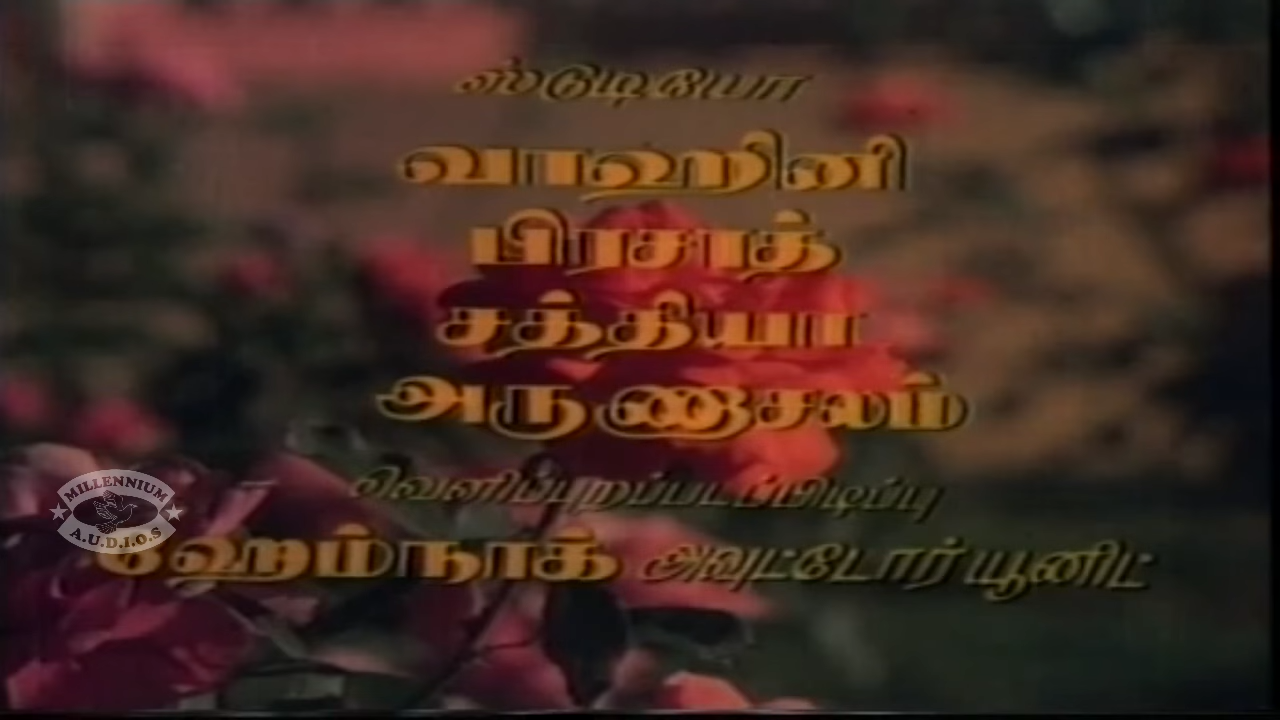 ஸ்டுடியோ
வாஹினி
பிரசாத்
சத்தியா
அருணாசலம்
வெளிப்புறப்படப்பிடிப்பு
ஹேம்நாக் அவுட்டோர் யூனிட்
MILLENNIUM
A.U.D.I.O.S